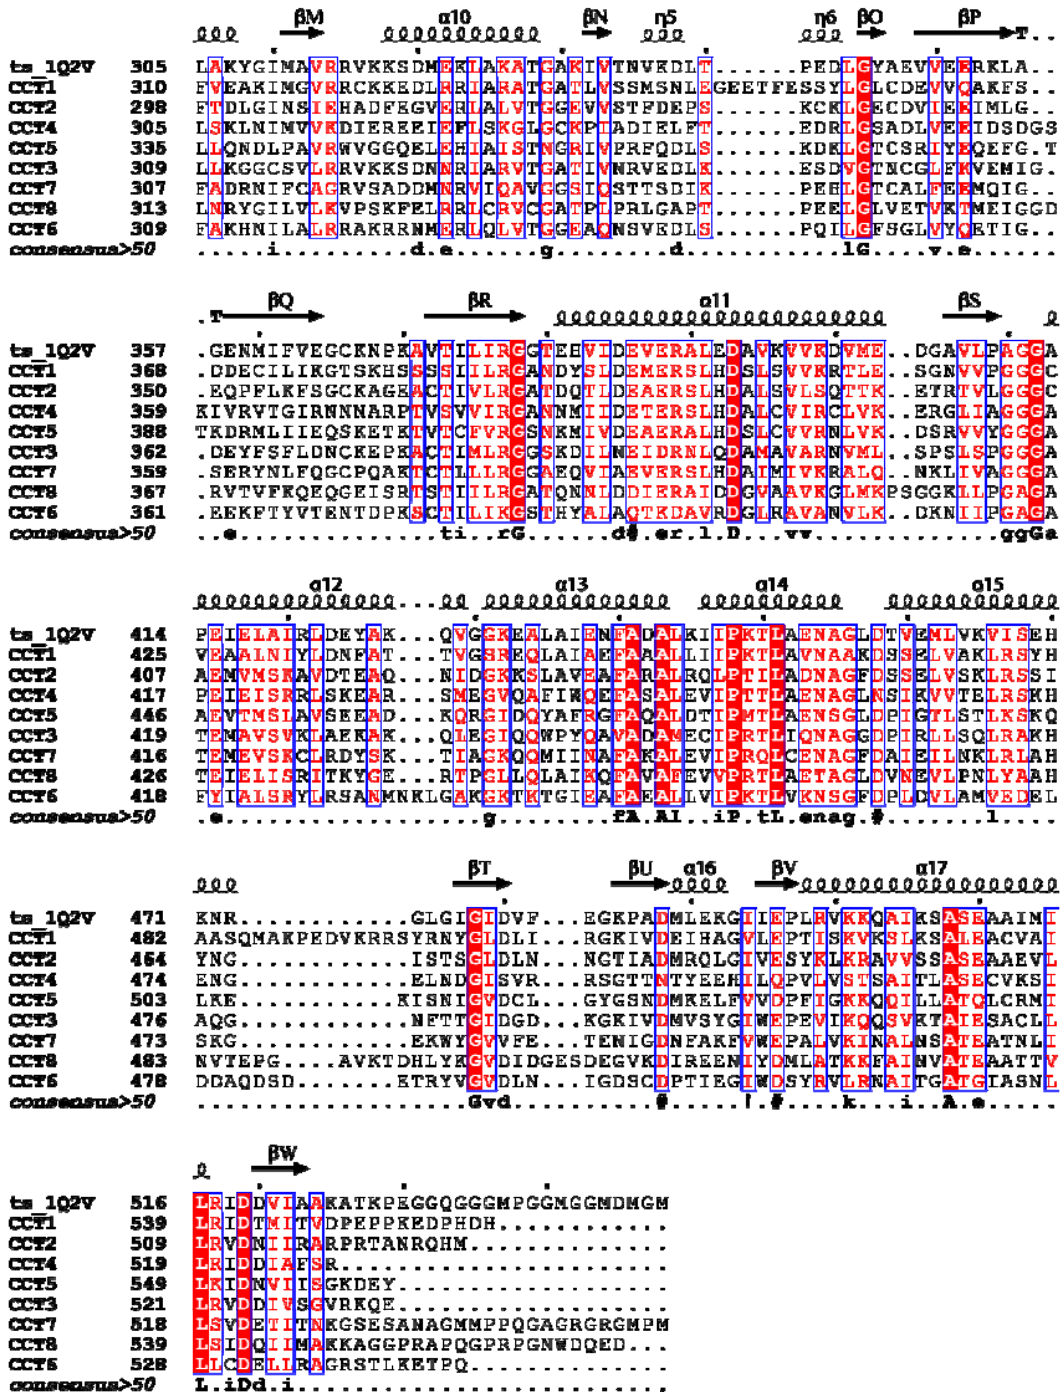 βM α10 βN η5 η6 βO βP
ts_1Q2V 305 LAKYGIMAVRRVKKSDMEKLAKATGAKIVTNVKDLT......PEDLGYAEVVEERKLA..
CCT1 310 FVEAKIMGVRRCKKEDLRRIARATGATLVSSMSNLEGEETFESSYLGLCDEVVQAKFS..
CCT2 298 FTDLGINSIEHADFEGVERLALVTGGEVVSTFDEPS......KCKLGECDVIEEIMLG..
CCT4 305 LSKLNIMVVKDIEREEIEFLSKGLGCKPIADIELFT......EDRLGSADLVEEIDSDGS
CCT5 335 LLQNDLPAVRWVGGQELEHIAISTNGRIVPRFQDLS......KDKLGTCSRIYEQEFG.T
CCT3 309 LLKGGCSVLRRVKKSDNNRIARVTGATIVNRVEDLK......ESDVGTNCGLFKVEMIG.
CCT7 307 FADRNIFCAGRVSADDMNRVIQAVGGSIQSTTSDIK......PEHLGTCALFEEMQIG..
CCT8 313 LNRYGILVLKVPSKFELRRLCRVCGATPLPRLGAPT......PEELGLVETVKTMEIGGD
CCT6 309 FAKHNILALRRAKRRNMERLQLVTGGEAQNSVEDLS......PQILGFSGLVYQETIG..
consensus>50 .....i.........d.e......g........d............lG....v.e......
βQ βR α11 βS
ts_1Q2V 357 .GENMIFVEGCKNPKAVTILIRGGTEHVIDEVERALEDAVKVVKDVME..DGAVLPAGGA
CCT1 368 .DDECILIKGTSKHSSSSIILRGANDYSLDEMERSLHDSLSVVKRTLE..SGNVVPGGGC
CCT2 350 .EQPFLKFSGCKAGEACTIVLRGATDQTIDEAERSLHDALSVLSQTTK..ETRTVLGGGC
CCT4 359 KIVRVTGIRNNNARPTVSVVIRGANNMIIDETERSLHDALCVIRCLVK..ERGLIAGGGA
CCT5 388 TKDRMLIIEQSKETKTVTCFVRGSNKMIVDEAERALHDSLCVVRNLVK..DSRVVYGGGA
CCT3 362 .DEYFSFLDNCKEPKACTIMLRGGSKDILNEIDRNLQDAMAVARNVML..SPSLSPGGGA
CCT7 359 .SERYNLFQGCPQAKTCTLLLRGGAEQVIAEVERSLHDAIMIVKRALQ..NKLIVAGGGA
CCT8 367 .RVTVFKQEQGEISRTSTIILRGATQNNLDDIERAIDDGVAAVKGLMKPSGGKLLPGAGA
CCT6 361 .EEKFTYVTENTDPKSCTILIKGSTHYALAQTKDAVRDGLRAVANVLK..DKNIIPGAGA
consensus>50 ..e..............ti.rG......d#.er.l.D...vv.............ggGa
α12 α13 α14 α15
ts_1Q2V 414 PEIELAIRLDEYAK...QVGGKEALAIENFADALKIIPKTLAENAGLDTVEMLVKVISEH
CCT1 425 VEAALNIYLDNFAT...TVGSREQLAIAEFAAALLIIPKTLAVNAAKDSSELVAKLRSYH
CCT2 407 AEMVMSKAVDTEAQ...NIDGKKSLAVEAFARALRQLPTILADNAGFDSSELVSKLRSSI
CCT4 417 PEIEISRRLSKEAR...SMEGVQAFIWQEFASALEVIPTTLAENAGLNSIKVVTELRSKH
CCT5 446 AEVTMSLAVSEEAD...KQRGIDQYAFRGFAQALDTIPMTLAENSGLDPIGYLSTLKSKQ
CCT3 419 TEMAVSVKLAEKAK...QLEGIQQWPYQAVADAMECIPRTLIQNAGGDPIRLLSQLRAKH
CCT7 416 TEMEVSKCLRDYSK...TIAGKQQMIINAFAKALEVIPRQLCENAGFDAIEILNKLRLAH
CCT8 426 TEIELISRITKYGE...RTPGLLQLAIKQFAVAFEVVPRTLAETAGLDVNEVLPNLYAAH
CCT6 418 FYIALSRYLRSANMNKLGAKGKTKTGIEAFAEALLVIPKTLVKNSGFDPLDVLAMVEDEL
consensus>50 .e..................g........fA.Al..iP.tL.enag.#.......l....
βT βU α16 βV α17
ts_1Q2V 471 KNR............GLGIGIDVF...EGKPADMLEKGIIEPLRVKKQAIKSASEAAIMI
CCT1 482 AASQMAKPEDVKRRSYRNYGLDLI...RGKIVDEIHAGVLEPTISKVKSLKSALEACVAI
CCT2 464 YNG............ISTSGLDLN...NGTIADMRQLGIVESYKLKRAVVSSASEAAEVL
CCT4 474 ENG............ELNDGISVR...RSGTTNTYEEHILQPVLVSTSAITLASECVKSI
CCT5 503 LKE...........KISNIGVDCL...GYGSNDMKELFVVDPFIGKKQQILLATQLCRMI
CCT3 476 AQG............NFTTGIDGD...KGKIVDMVSYGIWEPEVIKQQSVKTAIESACLL
CCT7 473 SKG............EKWYGVVFE...TENIGDNFAKFVWEPALVKINALNSATEATNLI
CCT8 483 NVTEPG....AVKTDHLYKGVDIDGESDEGVKDIREENIYDMLATKKFAINVATEAATTV
CCT6 478 DDAQDSD........ETRYVGVDLN...IGDSCDPTIEGIWDSYRVLRNAITGATGIASNL
consensus>50 ...................Gvd..........#.....!.#....k...i..A.e.....
βW
ts_1Q2V 516 LRIDDVIAAKATKPEGGQGGGMPGGMGGMDMGM
CCT1 539 LRIDTMITVDPEPPKEDPHDH............
CCT2 509 LRVDNIIRARPRTANRQHM..............
CCT4 519 LRIDDIAFSR.......................
CCT5 549 LKIDNVIISGKDEY...................
CCT3 521 LRVDDIVSGVRKQE...................
CCT7 518 LSVDETITNKGSESANAGMMPPQGAGRGRGMPM
CCT8 539 LSIDQIIMAKKAGGPRAPQGPRPGNWDQED...
CCT6 528 LLCDELLRAGRSTLKETPQ..............
consensus>50 L.iDd.i..........................